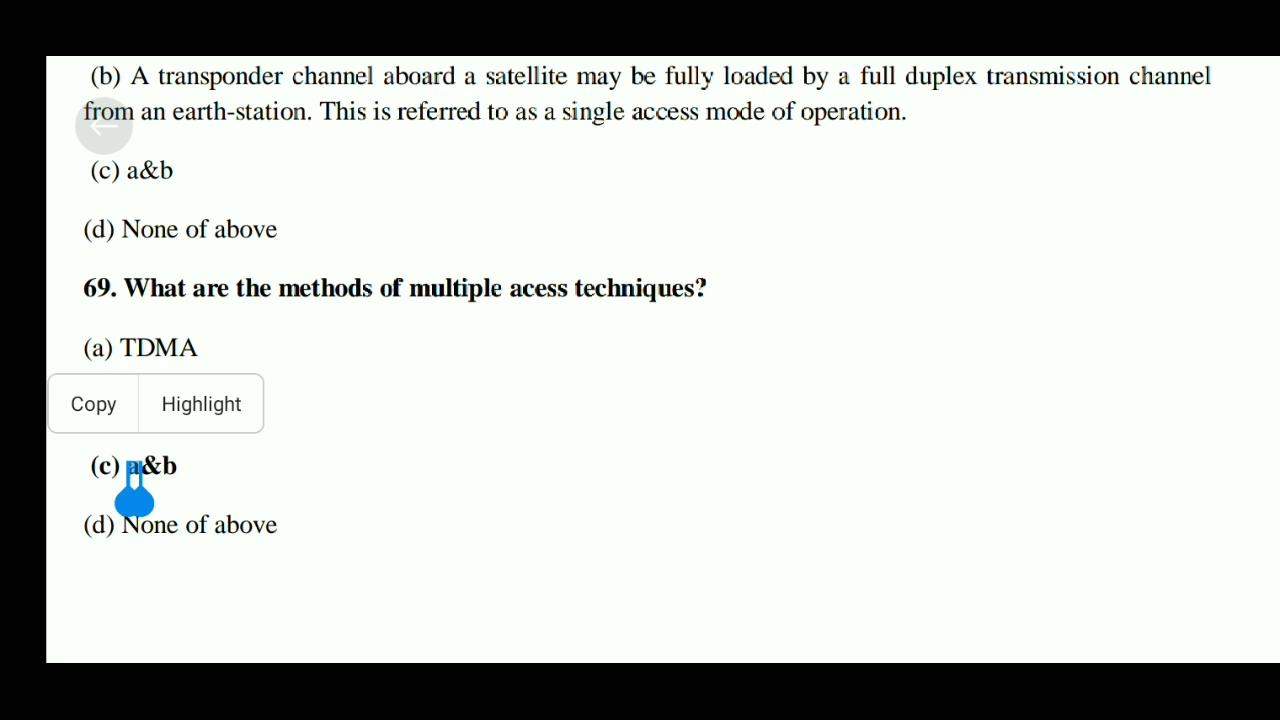 (b) A transponder channel aboard a satellite may be fully loaded by a full duplex transmission channel
from an earth-station. This is referred to as a single access mode of operation.
(c) a&b
(d) None of above
69. What are the methods of multiple acess techniques?
(a) TDMA
Copy Highlight
(c) a&b
(d) None of above